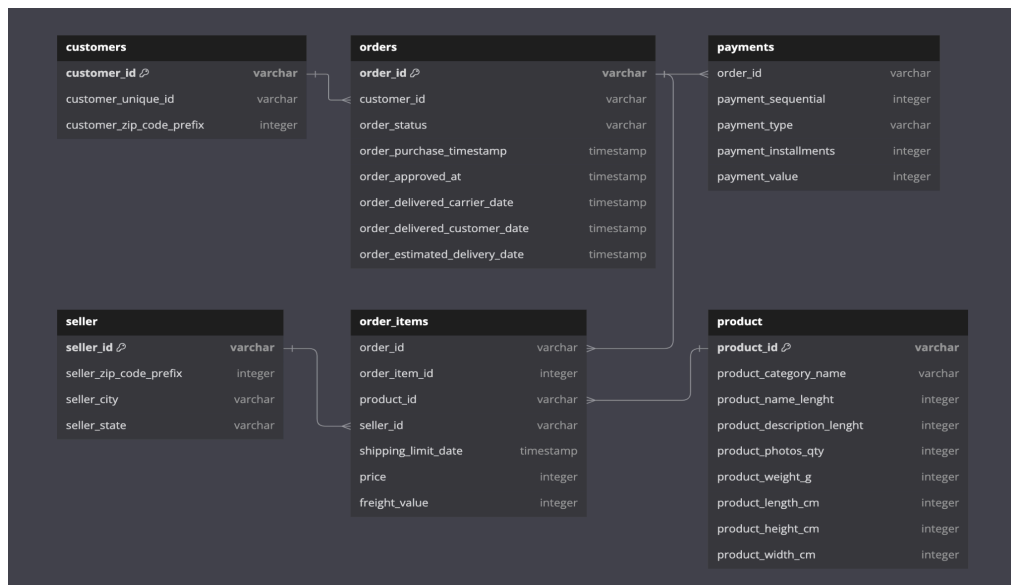 customers
customer_id varchar
customer_unique_id varchar
customer_zip_code_prefix integer
orders
order_id varchar
customer_id varchar
order_status varchar
order_purchase_timestamp timestamp
order_approved_at timestamp
order_delivered_carrier_date timestamp
order_delivered_customer_date timestamp
order_estimated_delivery_date timestamp
payments
order_id varchar
payment_sequential integer
payment_type varchar
payment_installments integer
payment_value integer
seller
seller_id varchar
seller_zip_code_prefix integer
seller_city varchar
seller_state varchar
order_items
order_id varchar
order_item_id integer
product_id varchar
seller_id varchar
shipping_limit_date timestamp
price integer
freight_value integer
product
product_id varchar
product_category_name varchar
product_name_lenght integer
product_description_lenght integer
product_photos_qty integer
product_weight_g integer
product_length_cm integer
product_height_cm integer
product_width_cm integer